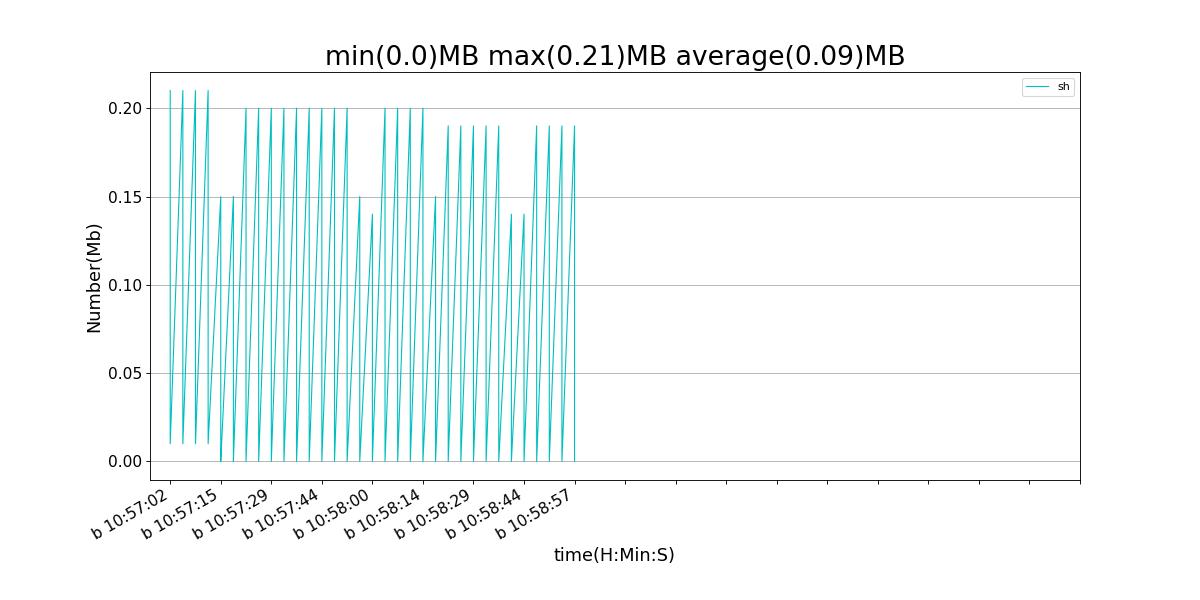 min(0.0)MB max(0.21)MB average(0.09)MB
sh
0.20
0.15
0.10
0.05
0.00
Number(Mb)
b 10:57:02
b 10:57:15
b 10:57:29
b 10:57:44
b 10:58:00
b 10:58:14
b 10:58:29
b 10:58:44
b 10:58:57
time(H:Min:S)